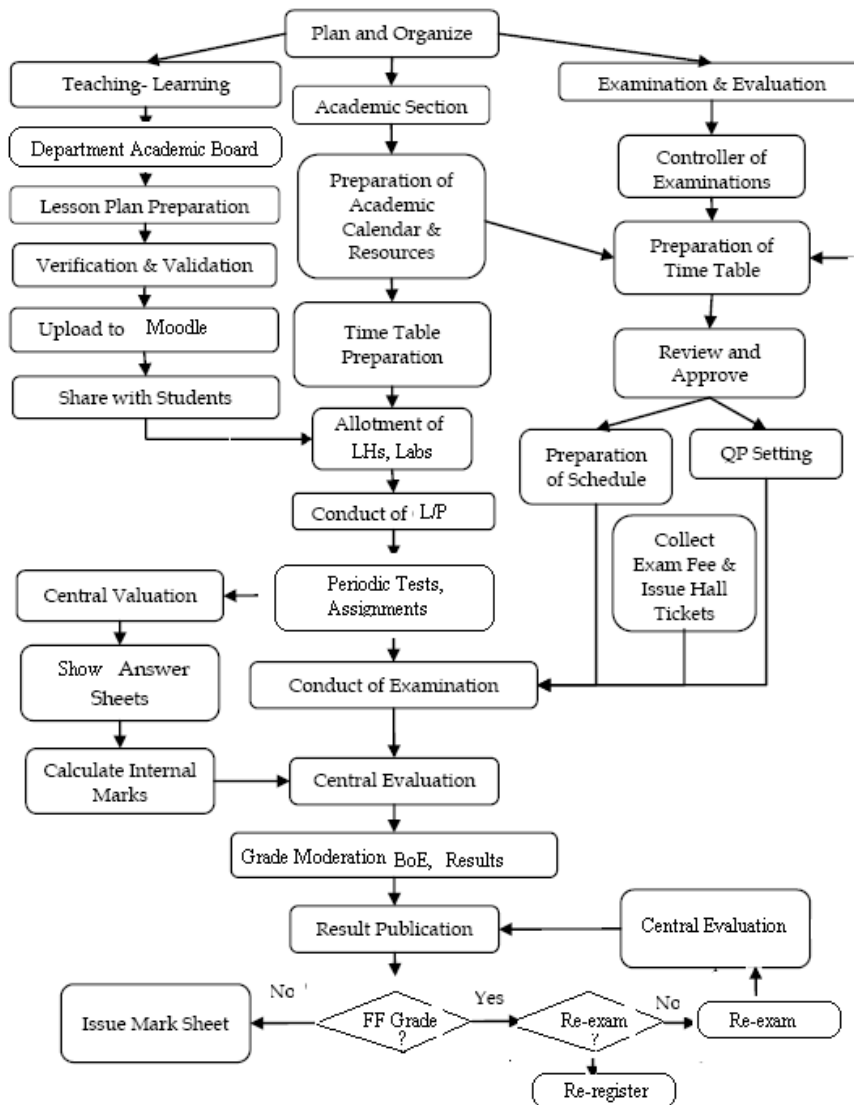 Plan and Organize
Teaching- Learning
Academic Section
Examination & Evaluation
Department Academic Board
Preparation of
Academic
Calendar &
Resources
Controller of
Examinations
Lesson Plan Preparation
Verification & Validation
Preparation of
Time Table
Upload to Moodle
Time Table
Preparation
Review and
Approve
Share with Students
Allotment of
LHs, Labs
Preparation
of Schedule
QP Setting
Conduct of L/P
Collect
Exam Fee &
Issue Hall
Tickets
Central Valuation
Periodic Tests,
Assignments
Show Answer
Sheets
Conduct of Examination
Calculate Internal
Marks
Central Evaluation
Grade Moderation BoE, Results
Result Publication
Central Evaluation
No
Yes
No
Issue Mark Sheet
FF Grade
?
Re-exam
?
Re-exam
Re-register